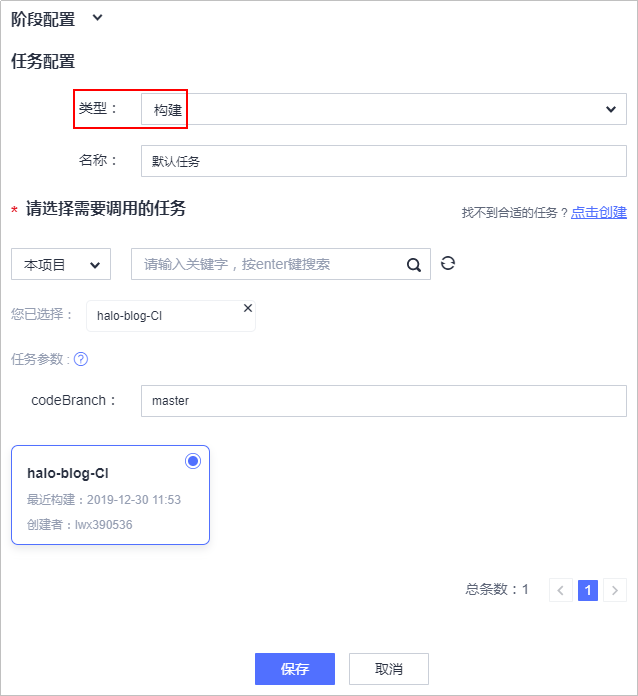 阶段配置
任务配置
类型： 构建
名称： 默认任务
* 请选择需要调用的任务 找不到合适的任务？点击创建
本项目 请输入关键字，按enter键搜索
您已选择： halo-blog-CI ×
任务参数：?
codeBranch： master
halo-blog-CI
最近构建：2019-12-30 11:53
创建者：lwx390536
总条数：1 < 1 >
保存 取消